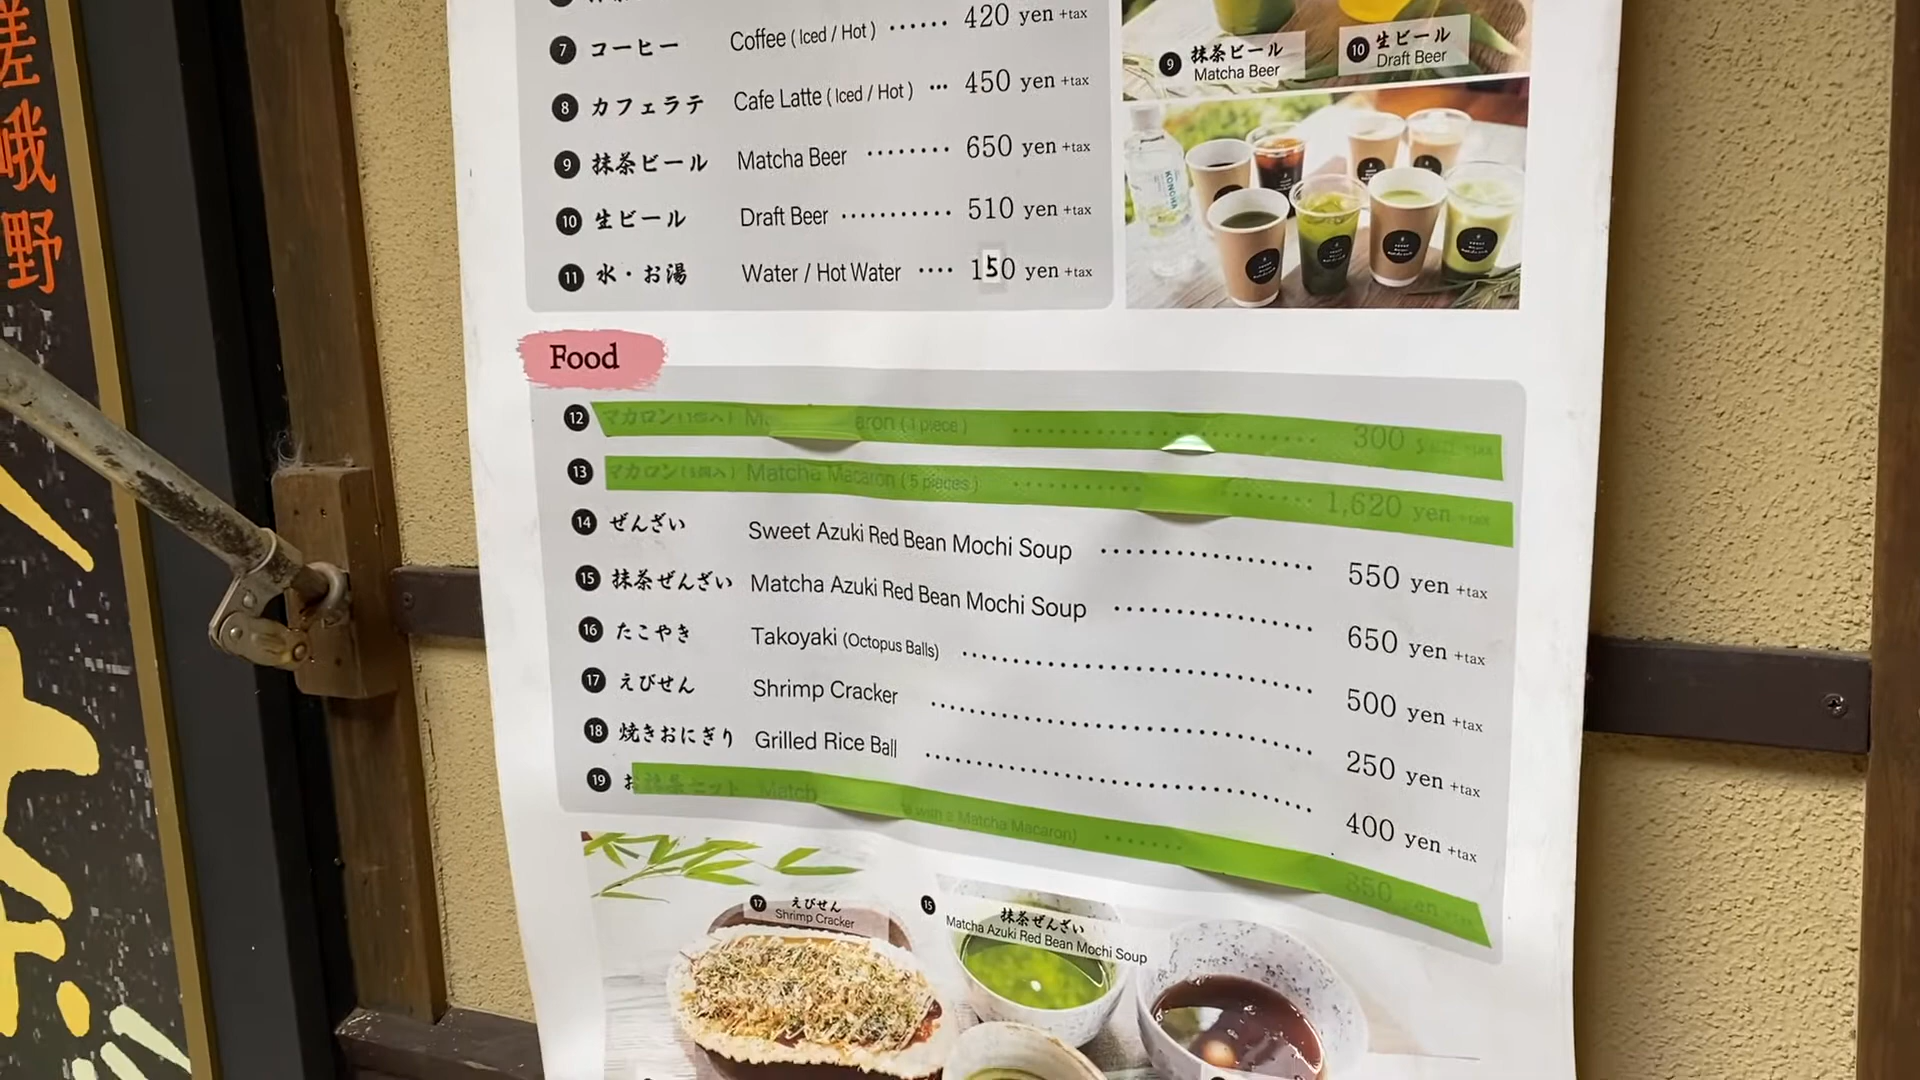 嵯峨野
7 コーヒー Coffee ( Iced / Hot ) ...... 420 yen +tax
8 カフェラテ Cafe Latte ( Iced / Hot ) ... 450 yen +tax
9 抹茶ビール Matcha Beer ........ 650 yen +tax
10 生ビール Draft Beer ........... 510 yen +tax
11 水・お湯 Water / Hot Water .... 150 yen +tax
9 抹茶ビール
Matcha Beer
10 生ビール
Draft Beer
Food
12 マカロン(1個入) aron ( 1 piece ) 300 yen +tax
13 マカロン(5個入) Matcha Macaron ( 5 pieces ) 1,620 yen +tax
14 ぜんざい Sweet Azuki Red Bean Mochi Soup 550 yen +tax
15 抹茶ぜんざい Matcha Azuki Red Bean Mochi Soup 650 yen +tax
16 たこやき Takoyaki (Octopus Balls) 500 yen +tax
17 えびせん Shrimp Cracker 250 yen +tax
18 焼きおにぎり Grilled Rice Ball 400 yen +tax
19 お抹茶セット Match with a Matcha Macaron) 850 yen
17 えびせん
Shrimp Cracker
15 抹茶ぜんざい
Matcha Azuki Red Bean Mochi Soup